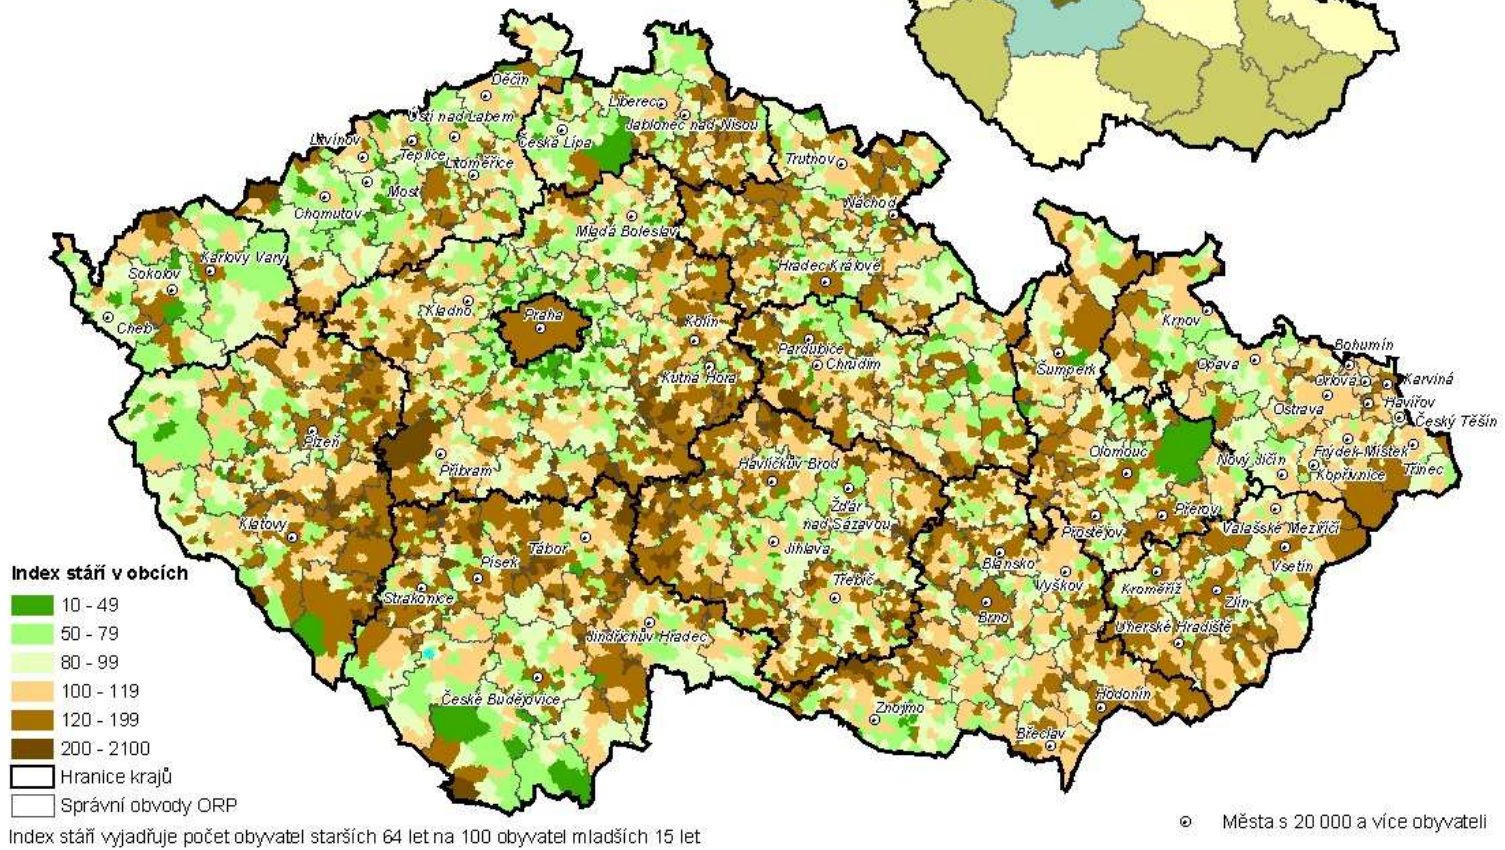 Děčín
Liberec
Ústí nad Labem
Jablonec nad Nisou
Litvínov
Teplice
Litoměřice
Česká Lípa
Trutnov
Most
Chomutov
Náchod
Mladá Boleslav
Karlovy Vary
Sokolov
Hradec Králové
Kladno
Praha
Kolín
Cheb
Krnov
Pardubice
Chrudim
Bohumín
Opava
Šumperk
Kutná Hora
Orlová
Karviná
Ostrava
Havířov
Český Těšín
Plzeň
Olomouc
Frýdek-Místek
Nový Jičín
Třinec
Příbram
Havlíčkův Brod
Kopřivnice
Žďár
nad Sázavou
Klatovy
Prostějov
Přerov
Valašské Meziříčí
Tábor
Jihlava
Písek
Blansko
Vyškov
Vsetín
Index stáří v obcích
Třebíč
Kroměříž
Strakonice
Zlín
10 - 49
Brno
Uherské Hradiště
50 - 79
Jindřichův Hradec
80 - 99
100 - 119
České Budějovice
Hodonín
Znojmo
120 - 199
Břeclav
200 - 2100
Hranice krajů
Správní obvody ORP
Města s 20 000 a více obyvateli
Index stáří vyjadřuje počet obyvatel starších 64 let na 100 obyvatel mladších 15 let